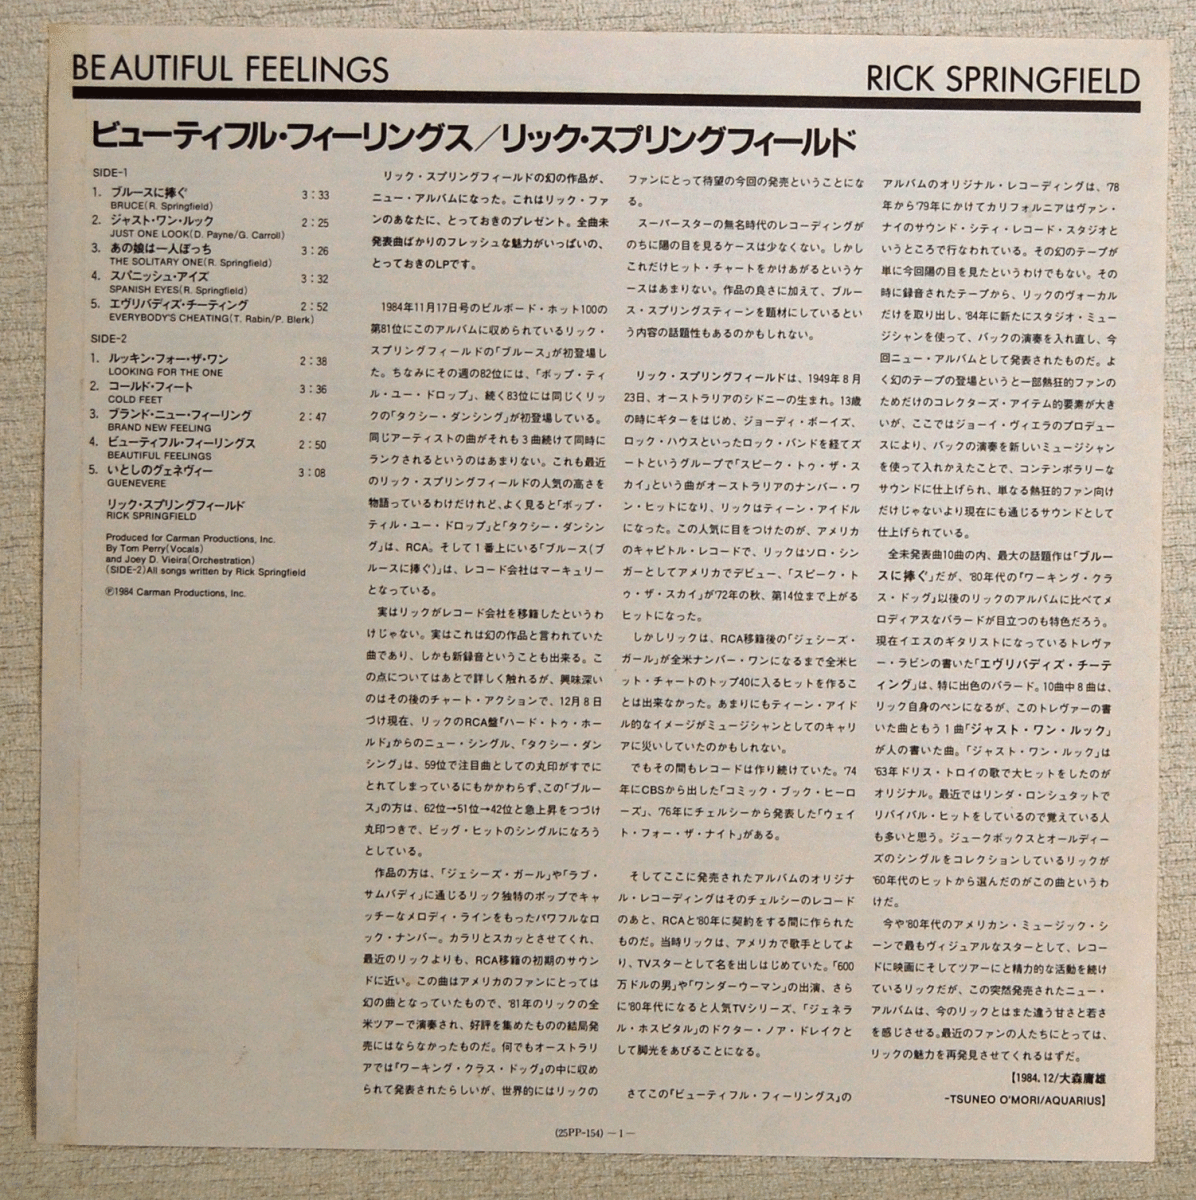 BEAUTIFUL FEELINGS
RICK SPRINGFIELD
ビューティフル・フィーリングス／リック・スプリングフィールド
SIDE-1
1. ブルースに捧ぐ 3：33
BRUCE(R. Springfield)
2. ジャスト・ワン・ルック 2：25
JUST ONE LOOK(D. Payne/G. Carroll)
3. あの娘は一人ぼっち 3：26
THE SOLITARY ONE(R. Springfield)
4. スパニッシュ・アイズ 3：32
SPANISH EYES(R. Springfield)
5. エヴリバディズ・チーティング 2：52
EVERYBODY'S CHEATING(T. Rabin/P. Blerk)
SIDE-2
1. ルッキン・フォー・ザ・ワン 2：38
LOOKING FOR THE ONE
2. コールド・フィート 3：36
COLD FEET
3. ブランド・ニュー・フィーリング 2：47
BRAND NEW FEELING
4. ビューティフル・フィーリングス 2：50
BEAUTIFUL FEELINGS
5. いとしのグェネヴィー 3：08
GUENEVERE
リック・スプリングフィールド
RICK SPRINGFIELD
Produced for Carman Productions, Inc.
By Tom Perry(Vocals)
and Joey D. Vieira(Orchestration)
(SIDE-2)All songs written by Rick Springfield
Ⓟ1984 Carman Productions, Inc.
リック・スプリングフィールドの幻の作品が、
ニュー・アルバムになった。これはリック・ファ
ンのあなたに、とっておきのプレゼント。全曲未
発表曲ばかりのフレッシュな魅力がいっぱいの、
とっておきのLPです。
1984年11月17日号のビルボード・ホット100の
第81位にこのアルバムに収められているリック・
スプリングフィールドの「ブルース」が初登場し
た。ちなみにその週の82位には、「ボップ・ティ
ル・ユー・ドロップ」、続く83位には同じくリッ
クの「タクシー・ダンシング」が初登場している。
同じアーティストの曲がそれも3曲続けて同時に
ランクされるというのはあまりない。これも最近
のリック・スプリングフィールドの人気の高さを
物語っているわけだけれど、よく見ると「ボップ・
ティル・ユー・ドロップ」と「タクシー・ダンシン
グ」は、RCA。そして1番上にいる「ブルース(ブ
ルースに捧ぐ)」は、レコード会社はマーキュリー
となっている。
実はリックがレコード会社を移籍したというわ
けじゃない。実はこれは幻の作品と言われていた
曲であり、しかも新録音ということも出来る。こ
の点についてはあとで詳しく触れるが、興味深い
のはその後のチャート・アクションで、12月8日
づけ現在、リックのRCA盤『ハード・トゥ・ホー
ルド』からのニュー・シングル、「タクシー・ダン
シング」は、59位で注目曲としての丸印がすでに
とれてしまっているにもかかわらず、この「ブルー
ス」の方は、62位→51位→42位と急上昇をつづけ
丸印つきで、ビッグ・ヒットのシングルになろう
としている。
作品の方は、「ジェシーズ・ガール」や「ラブ・
サムバディ」に通じるリック独特のポップでキャ
ッチーなメロディ・ラインをもったパワフルなロ
ック・ナンバー。カラリとスカッとさせてくれ、
最近のリックよりも、RCA移籍の初期のサウン
ドに近い。この曲はアメリカのファンにとっては
幻の曲となっていたもので、'81年のリックの全
米ツアーで演奏され、好評を集めたものの結局発
売にはならなかったものだ。何でもオーストラリ
アでは『ワーキング・クラス・ドッグ』の中に収め
られて発表されたらしいが、世界的にはリックの
ファンにとって待望の今回の発売ということにな
る。
スーパースターの無名時代のレコーディングが
のちに陽の目を見るケースは少なくない。しかし
これだけヒット・チャートをかけあがるというケ
ースはあまりない。作品の良さに加えて、ブルー
ス・スプリングスティーンを題材にしているとい
う内容の話題性もあるのかもしれない。
リック・スプリングフィールドは、1949年8月
23日、オーストラリアのシドニーの生まれ。13歳
の時にギターをはじめ、ジョーディ・ボーイズ、
ロック・ハウスといったロック・バンドを経てズ
ートというグループで「スピーク・トゥ・ザ・ス
カイ」という曲がオーストラリアのナンバー・ワ
ン・ヒットになり、リックはティーン・アイドル
になった。この人気に目をつけたのが、アメリカ
のキャピトル・レコードで、リックはソロ・シン
ガーとしてアメリカでデビュー、「スピーク・ト
ゥ・ザ・スカイ」が'72年の秋、第14位まで上がる
ヒットになった。
しかしリックは、RCA移籍後の「ジェシーズ・
ガール」が全米ナンバー・ワンになるまで全米ヒ
ット・チャートのトップ40に入るヒットを作るこ
とは出来なかった。あまりにもティーン・アイド
ル的なイメージがミュージシャンとしてのキャリ
アに災いしていたのかもしれない。
でもその間もレコードは作り続けていた。'74
年にCBSから出した『コミック・ブック・ヒーロ
ーズ』、'76年にチェルシーから発表した『ウェイ
ト・フォー・ザ・ナイト』がある。
そしてここに発売されたアルバムのオリジナ
ル・レコーディングはそのチェルシーのレコード
のあと、RCAと'80年に契約をする間に作られた
ものだ。当時リックは、アメリカで歌手としてよ
り、TVスターとして名を出しはじめていた。「600
万ドルの男」や「ワンダーウーマン」の出演、さら
に'80年代になると人気TVシリーズ、「ジェネラ
ル・ホスピタル」のドクター・ノア・ドレイクと
して脚光をあびることになる。
さてこの『ビューティフル・フィーリングス』の
アルバムのオリジナル・レコーディングは、'78
年から'79年にかけてカリフォルニアはヴァン・
ナイのサウンド・シティ・レコード・スタジオと
いうところで行なわれている。その幻のテープが
単に今回陽の目を見たというわけでもない。その
時に録音されたテープから、リックのヴォーカル
だけを取り出し、'84年に新たにスタジオ・ミュー
ジシャンを使って、バックの演奏を入れ直し、今
回ニュー・アルバムとして発表されたものだ。よ
く幻のテープの登場というと一部熱狂的ファンの
ためだけのコレクターズ・アイテム的要素が大き
いが、ここではジョーイ・ヴィエラのプロデュー
スにより、バックの演奏を新しいミュージシャン
を使って入れかえたことで、コンテンポラリーな
サウンドに仕上げられ、単なる熱狂的ファン向け
だけじゃないより現在にも通じるサウンドとして
仕上げられている。
全未発表曲10曲の内、最大の話題作は「ブルー
スに捧ぐ」だが、'80年代の『ワーキング・クラ
ス・ドッグ』以後のリックのアルバムに比べてメ
ロディアスなバラードが目立つのも特色だろう。
現在イエスのギタリストになっているトレヴァ
ー・ラビンの書いた「エヴリバディズ・チーテ
ィング」は、特に出色のバラード。10曲中8曲は、
リック自身のペンになるが、このトレヴァーの書
いた曲ともう1曲「ジャスト・ワン・ルック」
が人の書いた曲。「ジャスト・ワン・ルック」は
'63年ドリス・トロイの歌で大ヒットをしたのが
オリジナル。最近ではリンダ・ロンシュタットで
リバイバル・ヒットをしているので覚えている人
も多いと思う。ジュークボックスとオールディー
ズのシングルをコレクションしているリックが
'60年代のヒットから選んだのがこの曲というわ
けだ。
今や'80年代のアメリカン・ミュージック・シ
ーンで最もヴィジュアルなスターとして、レコー
ドに映画にそしてツアーにと精力的な活動を続け
ているリックだが、この突然発売されたニュー・
アルバムは、今のリックとはまた違う甘さと若さ
を感じさせる。最近のファンの人たちにとっては、
リックの魅力を再発見させてくれるはずだ。
【1984.12/大森庸雄
-TSUNEO O'MORI/AQUARIUS】
(25PP-154) —1—